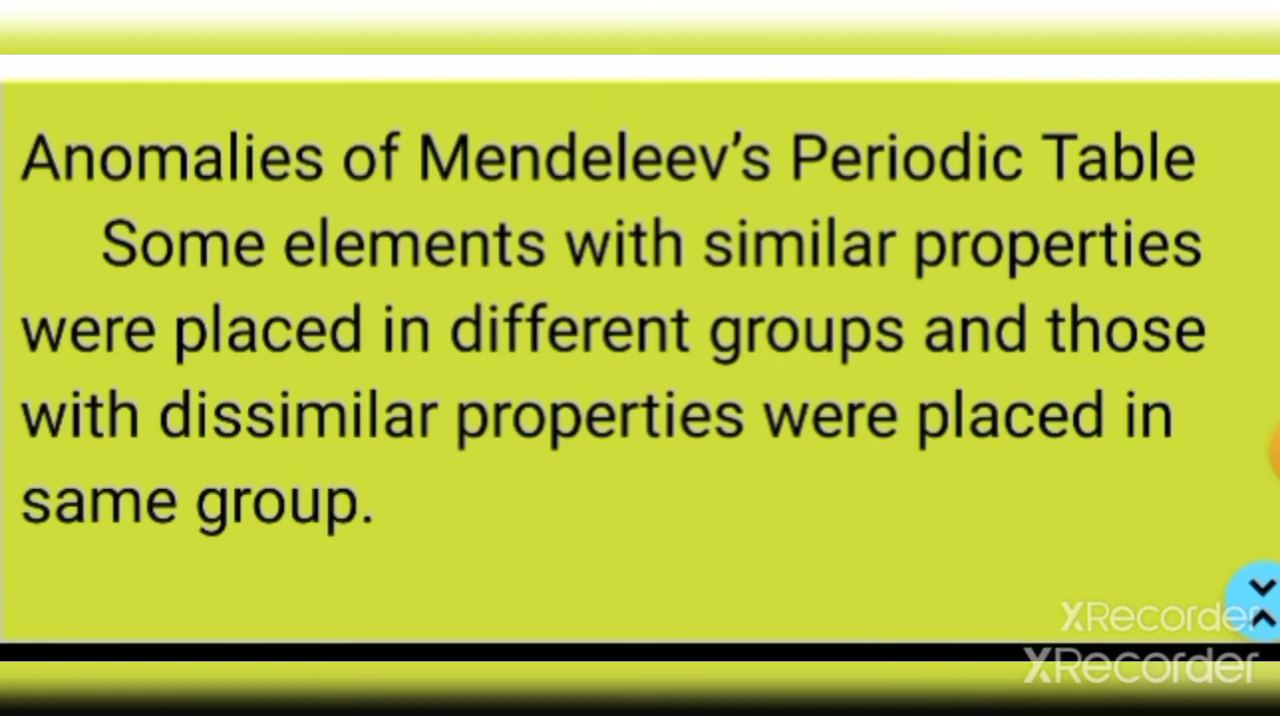 Anomalies of Mendeleev's Periodic Table
Some elements with similar properties
were placed in different groups and those
with dissimilar properties were placed in
same group.
XRecorder
XRecorder